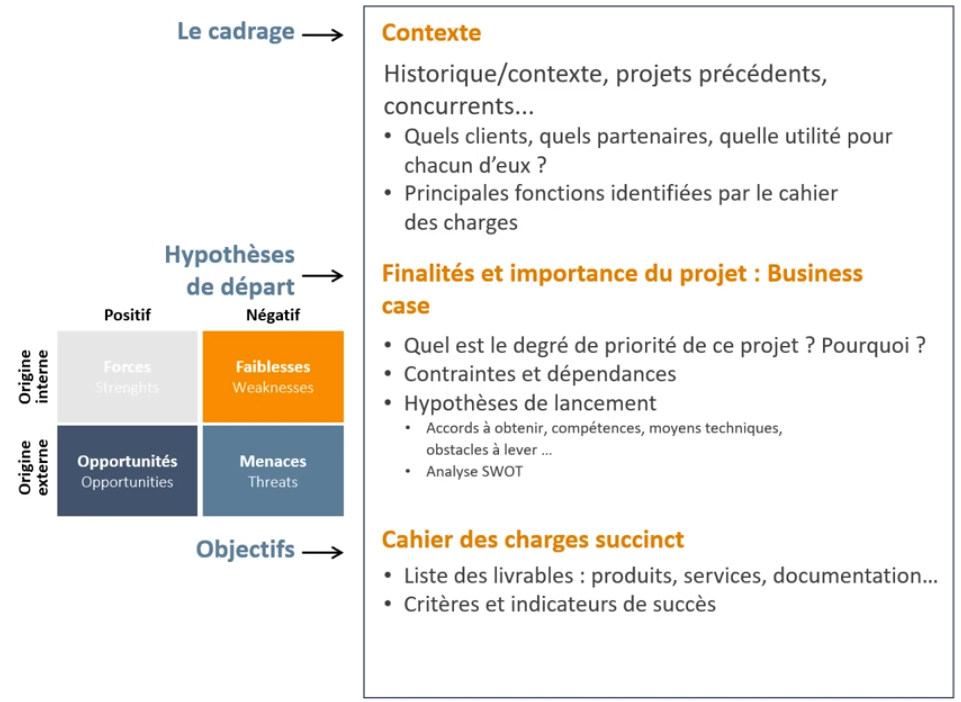 Le cadrage
Contexte
Historique/contexte, projets précédents,
concurrents...
• Quels clients, quels partenaires, quelle utilité pour
chacun d'eux ?
• Principales fonctions identifiées par le cahier
des charges
Hypothèses
de départ
Finalités et importance du projet : Business
case
Positif
Négatif
Origine
interne
Forces
Strenghts
Faiblesses
Weaknesses
Origine
externe
Opportunités
Opportunities
Menaces
Threats
• Quel est le degré de priorité de ce projet ? Pourquoi ?
• Contraintes et dépendances
• Hypothèses de lancement
• Accords à obtenir, compétences, moyens techniques,
obstacles à lever ...
• Analyse SWOT
Objectifs
Cahier des charges succinct
• Liste des livrables : produits, services, documentation...
• Critères et indicateurs de succès